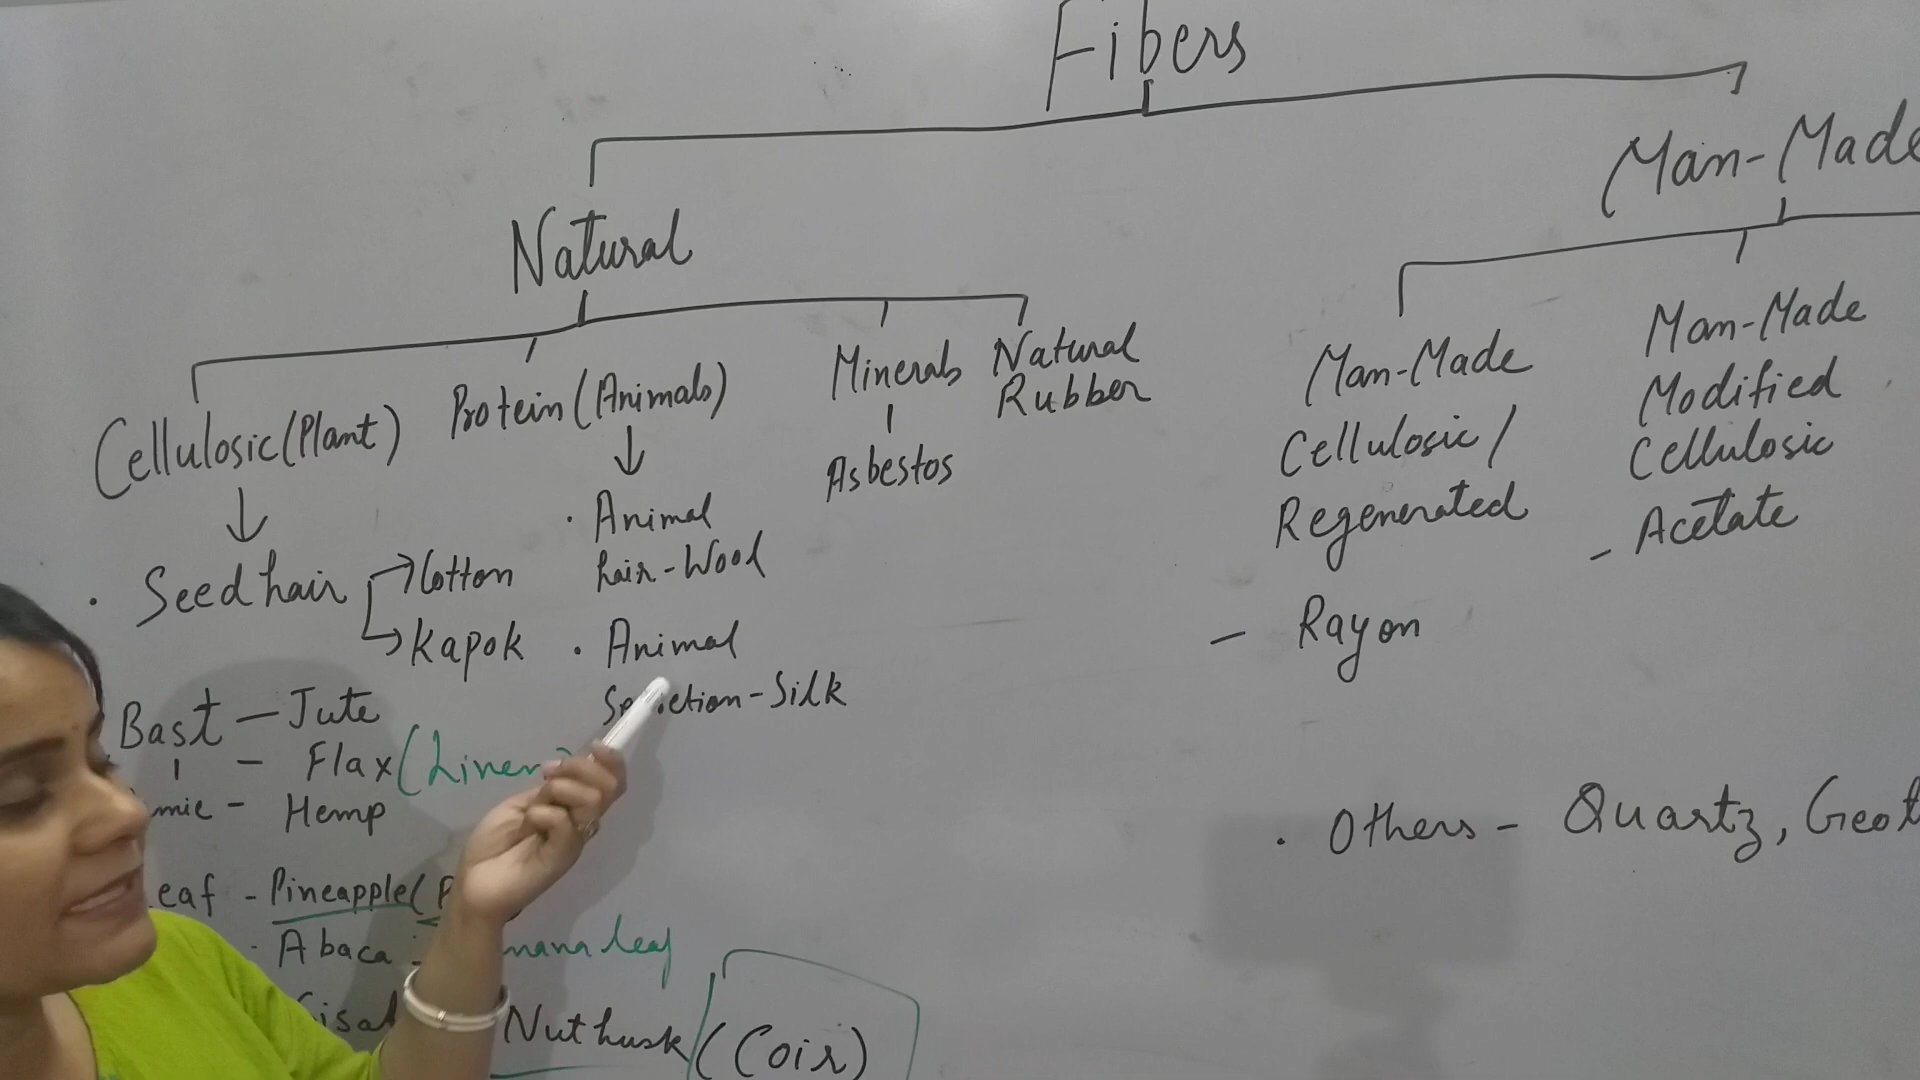 Fibers
Natural
Man-Made
Cellulosic (Plant)
Protein (Animals)
Minerals
Natural
Rubber
Asbestos
Man-Made
Cellulosic /
Regenerated
- Rayon
Man-Made
Modified
Cellulosic
- Acetate
. Seed hair → Cotton
→ Kapok
. Animal
hair - Wool
. Animal
- Silk
Bast - Jute
- Flax (Linen)
- Hemp
- Pineapple (
. Abaca : leaf
Nut husk (Coir)
. Others - Quartz,